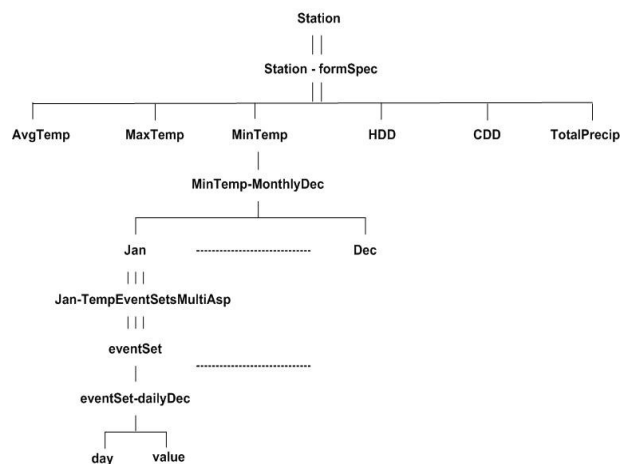 Station
Station - formSpec
AvgTemp MaxTemp MinTemp HDD CDD TotalPrecip
MinTemp-MonthlyDec
Jan Dec
Jan-TempEventSetsMultiAsp
eventSet
eventSet-dailyDec
day value